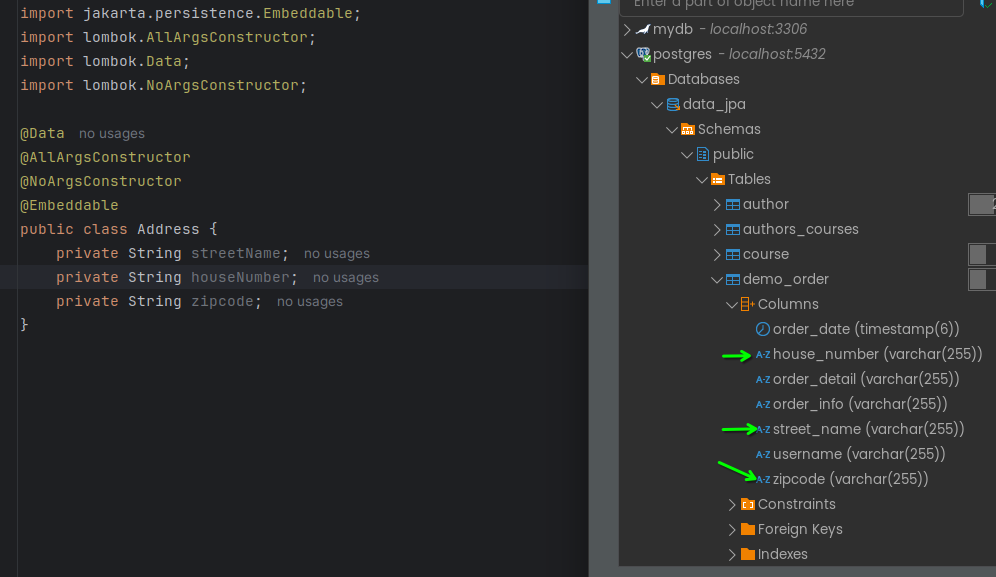 import jakarta.persistence.Embeddable;
import lombok.AllArgsConstructor;
import lombok.Data;
import lombok.NoArgsConstructor;
@Data no usages
@AllArgsConstructor
@NoArgsConstructor
@Embeddable
public class Address {
private String streetName; no usages
private String houseNumber; no usages
private String zipcode; no usages
}
Enter a part of object name here
mydb - localhost:3306
postgres - localhost:5432
Databases
data_jpa
Schemas
public
Tables
author
authors_courses
course
demo_order
Columns
order_date (timestamp(6))
A-Z house_number (varchar(255))
A-Z order_detail (varchar(255))
A-Z order_info (varchar(255))
A-Z street_name (varchar(255))
A-Z username (varchar(255))
A-Z zipcode (varchar(255))
Constraints
Foreign Keys
Indexes